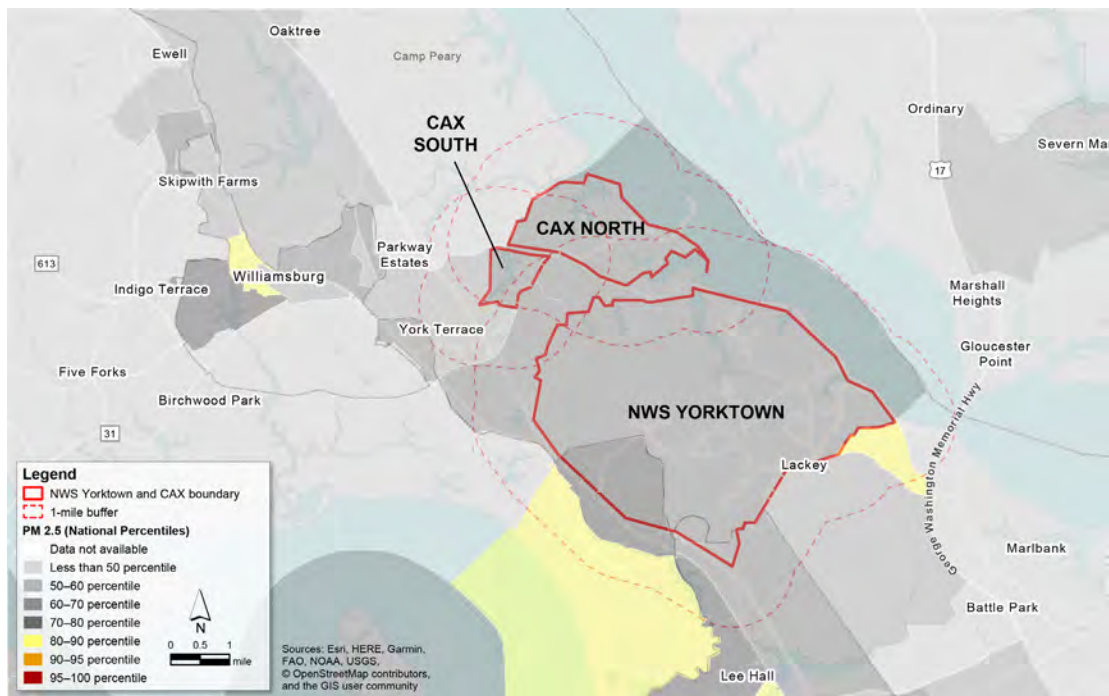 Oaktree
Ewell
Camp Peary
Ordinary
CAX
SOUTH
Severn Ma
17
Skipwith Farms
CAX NORTH
Parkway
Estates
613
Williamsburg
Indigo Terrace
Marshall
Heights
York Terrace
Gloucester
Point
Five Forks
Birchwood Park
NWS YORKTOWN
31
Lackey
George Washington Memorial Hwy
Marlbank
Battle Park
Lee Hall
Legend
NWS Yorktown and CAX boundary
1-mile buffer
PM 2.5 (National Percentiles)
Data not available
Less than 50 percentile
50–60 percentile
60–70 percentile
70–80 percentile
80–90 percentile
90–95 percentile
95–100 percentile
N
0 0.5 1
mile
Sources: Esri, HERE, Garmin,
FAO, NOAA, USGS,
© OpenStreetMap contributors,
and the GIS user community